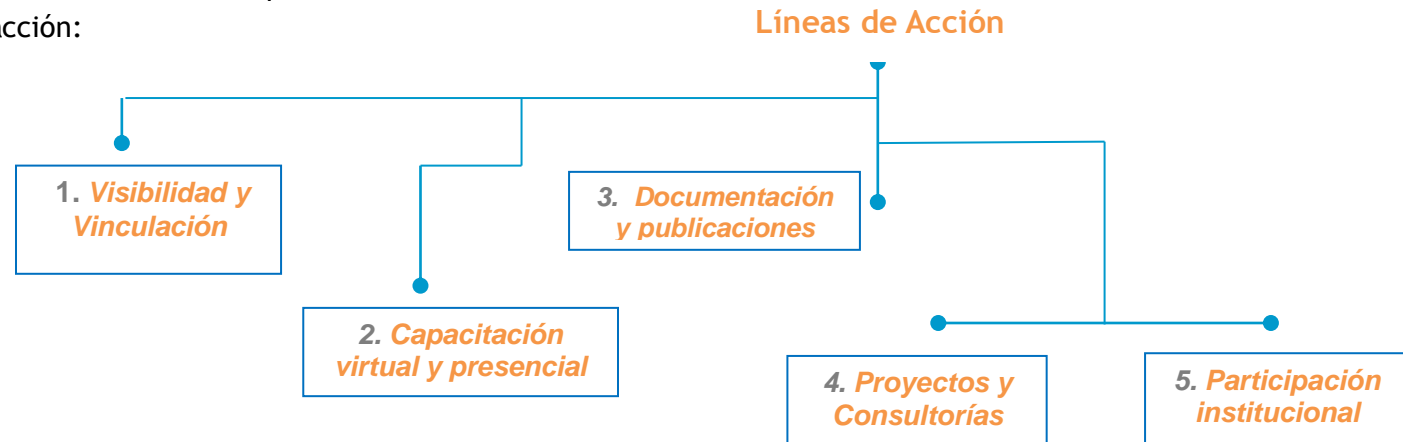 acción:
Líneas de Acción
1. Visibilidad y
Vinculación
3. Documentación
y publicaciones
2. Capacitación
virtual y presencial
4. Proyectos y
Consultorías
5. Participación
institucional